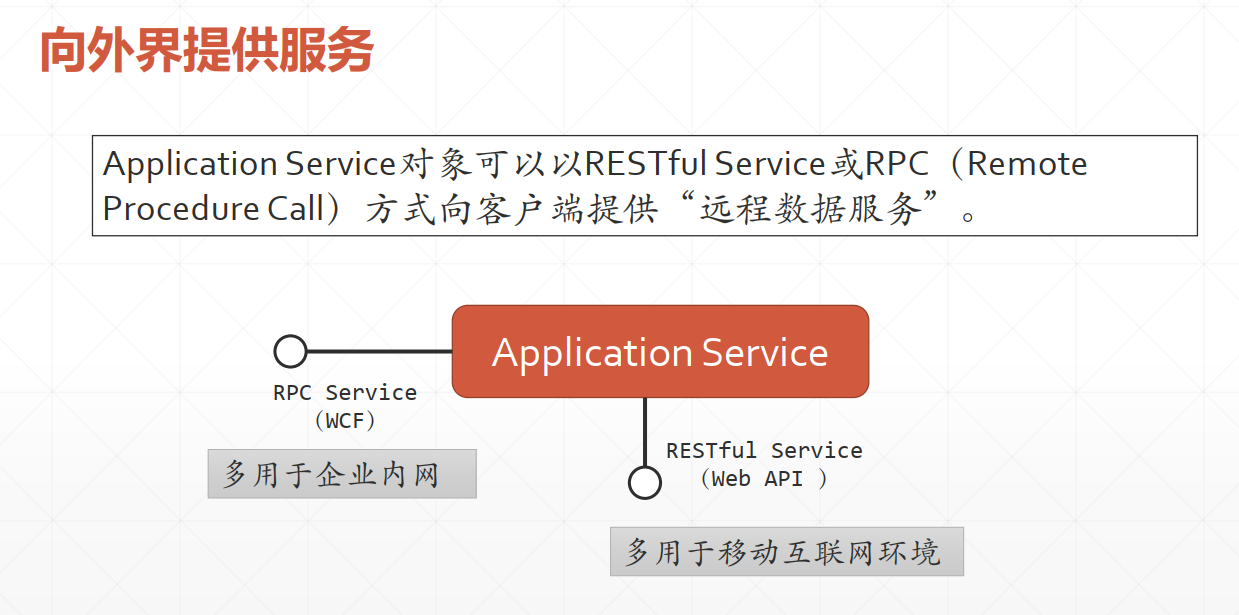 向外界提供服务
Application Service对象可以以RESTful Service或RPC（Remote
Procedure Call）方式向客户端提供“远程数据服务”。
Application Service
RPC Service
（WCF）
多用于企业内网
RESTful Service
（Web API ）
多用于移动互联网环境